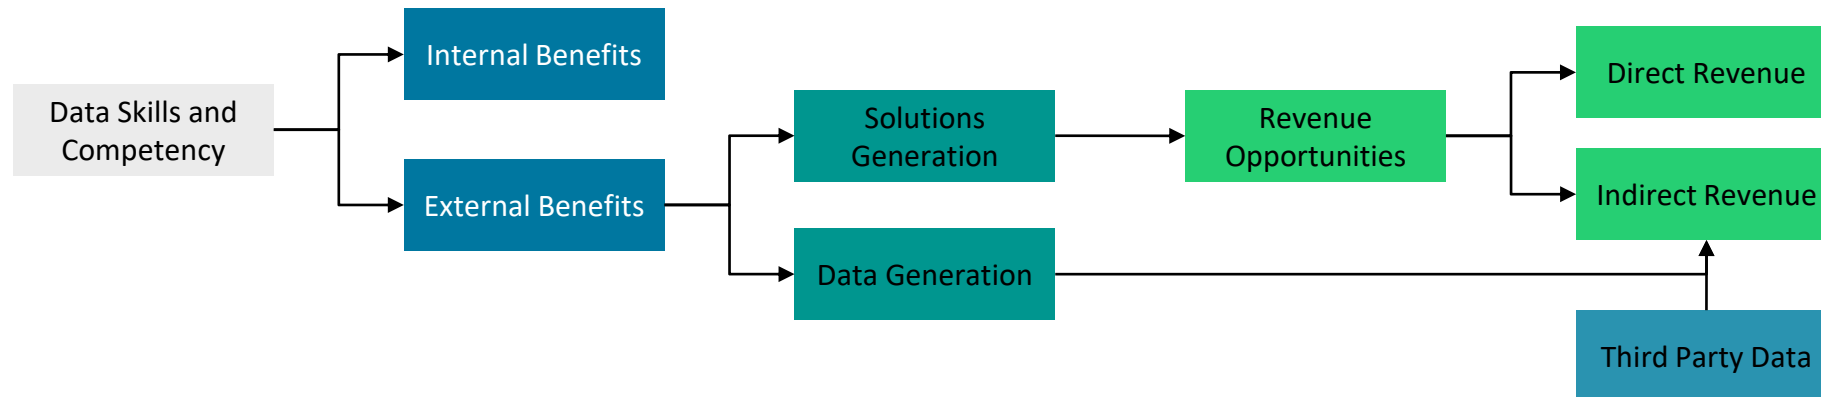 Data Skills and
Competency
Internal Benefits
External Benefits
Solutions
Generation
Data Generation
Revenue
Opportunities
Direct Revenue
Indirect Revenue
Third Party Data